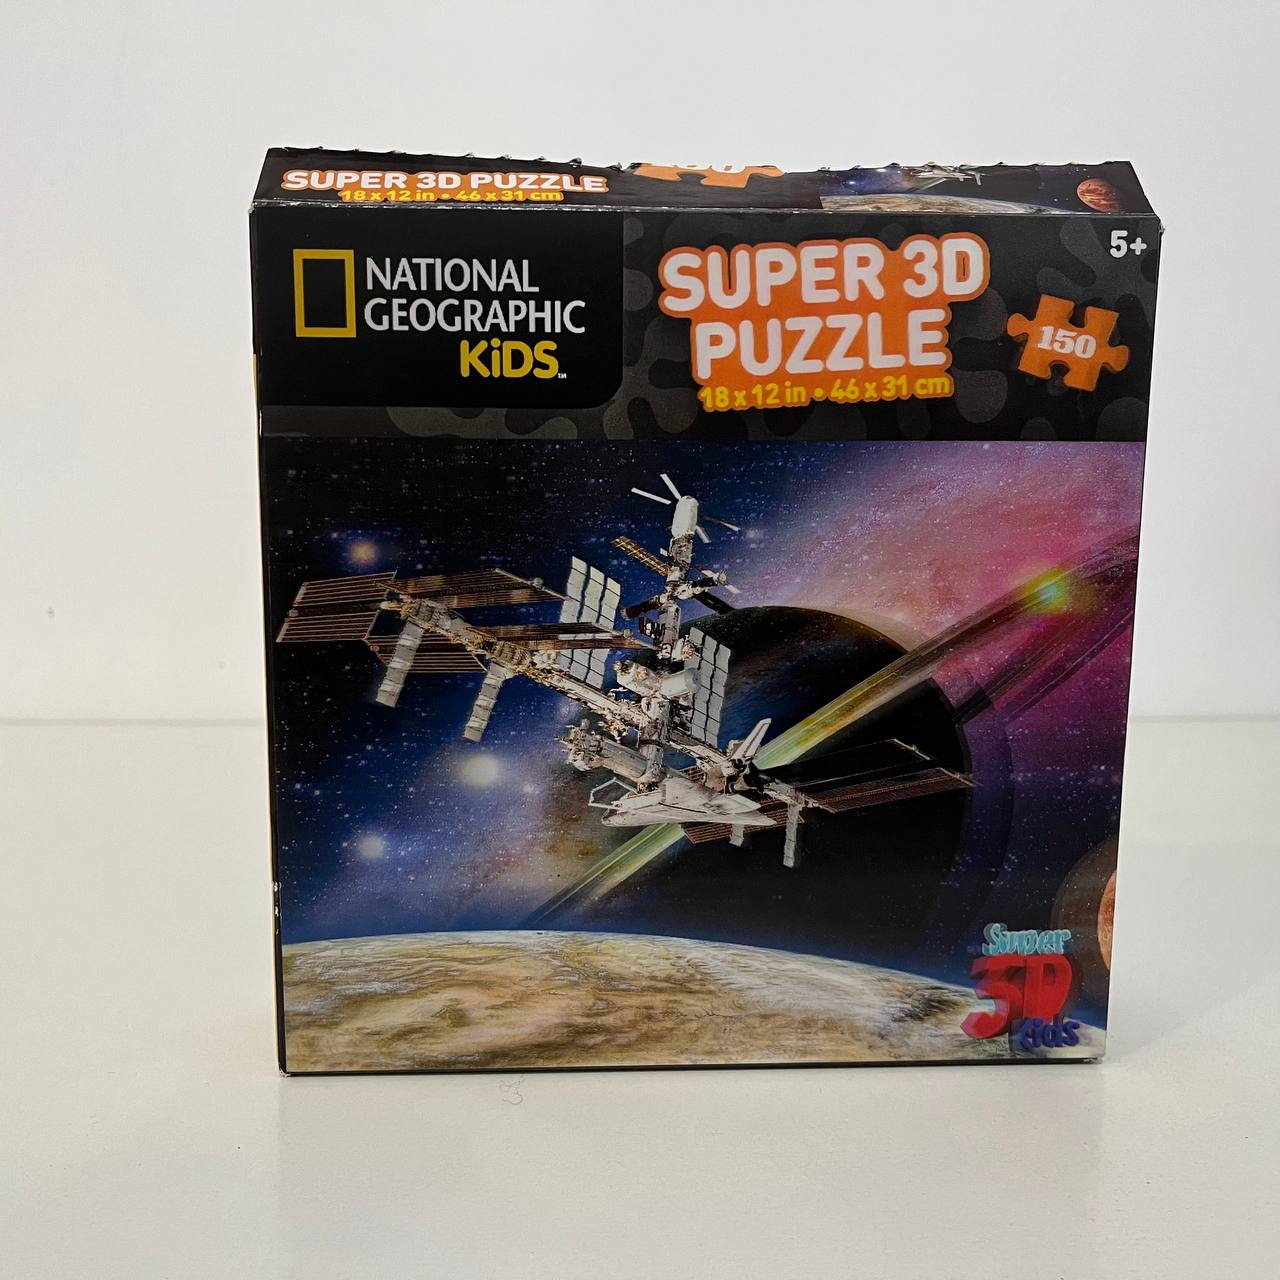 SUPER 3D PUZZLE
18 x 12 in • 46 x 31 cm
NATIONAL
GEOGRAPHIC
KiDS™
SUPER 3D
PUZZLE
18 x 12 in • 46 x 31 cm
5+
150
Super
3D
Kids